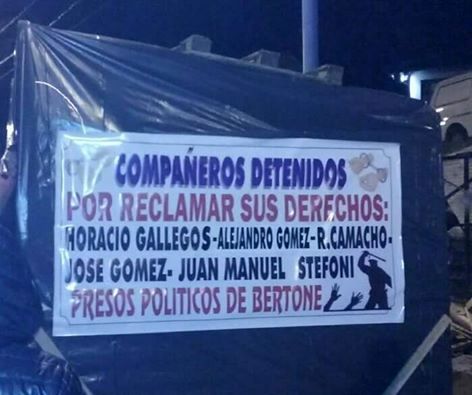 COMPAÑEROS DETENIDOS
POR RECLAMAR SUS DERECHOS:
HORACIO GALLEGOS-ALEJANDRO GOMEZ-R.CAMACHO-
JOSE GOMEZ- JUAN MANUEL STEFONI
PRESOS POLITICOS DE BERTONE